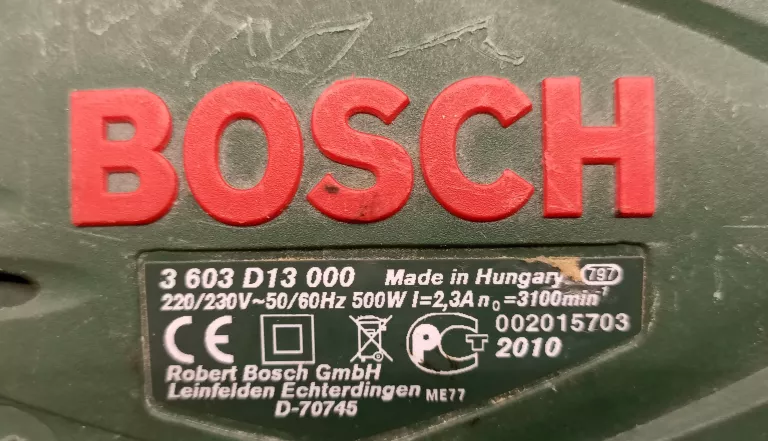 BOSCH
3 603 D13 000 Made in Hungary 797
220/230V~50/60Hz 500W I=2,3A n₀=3100min⁻¹
CE PCT 002015703
2010
Robert Bosch GmbH
Leinfelden Echterdingen ME77
D-70745